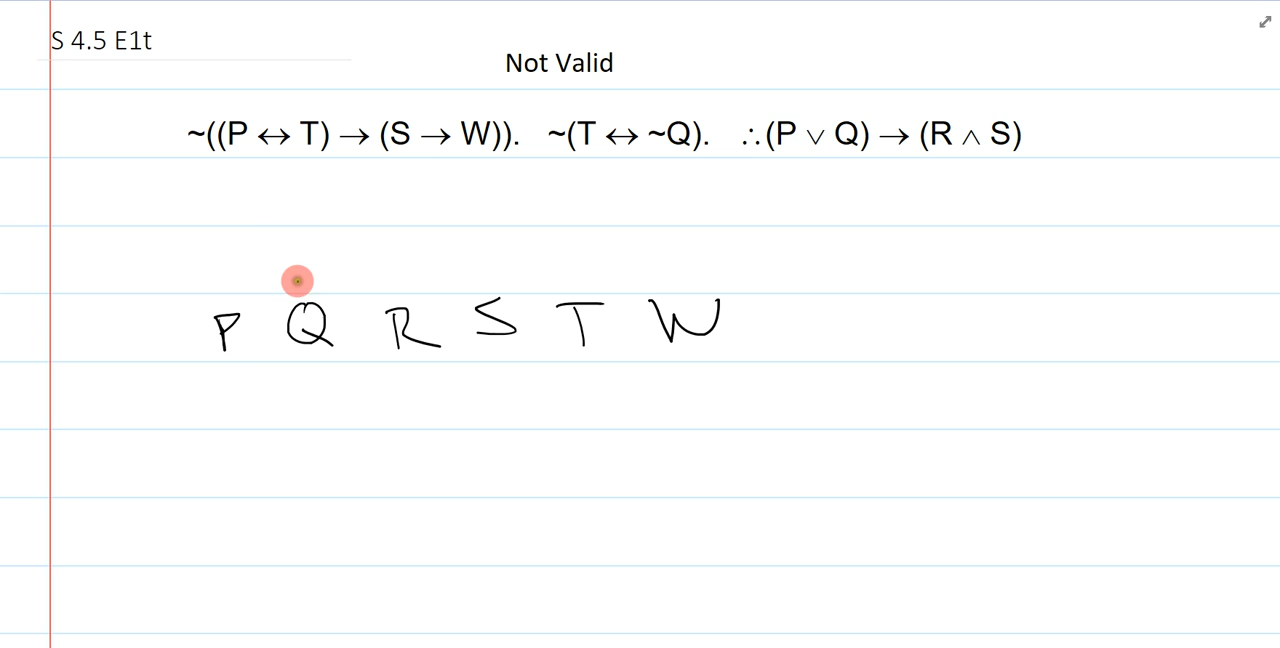 S 4.5 E1t
Not Valid
~((P ↔ T) → (S → W)). ~(T ↔ ~Q). ∴(P ∨ Q) → (R ∧ S)
P Q R S T W